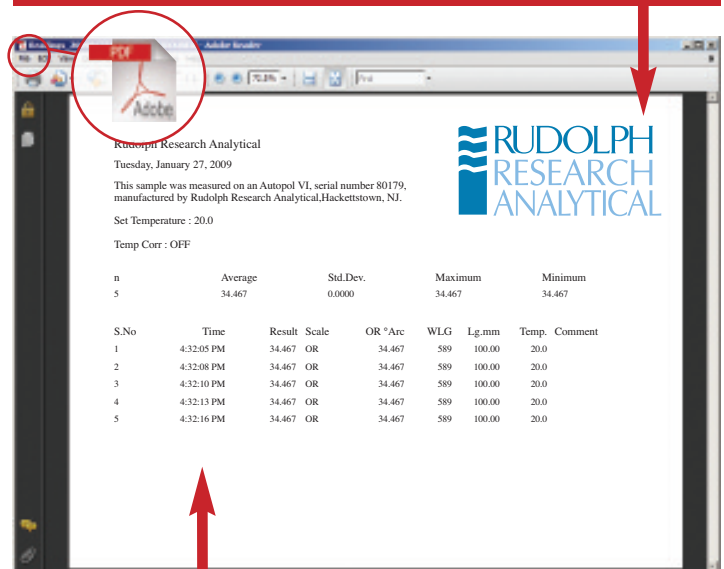 Adobe Reader
PDF
Adobe
Rudolph Research Analytical
Tuesday, January 27, 2009
This sample was measured on an Autopol VI, serial number 80179,
manufactured by Rudolph Research Analytical,Hackettstown, NJ.
Set Temperature : 20.0
Temp Corr : OFF
RUDOLPH
RESEARCH
ANALYTICAL
n Average Std.Dev. Maximum Minimum
5 34.467 0.0000 34.467 34.467
S.No Time Result Scale OR °Arc WLG Lg.mm Temp. Comment
1 4:32:05 PM 34.467 OR 34.467 589 100.00 20.0
2 4:32:08 PM 34.467 OR 34.467 589 100.00 20.0
3 4:32:10 PM 34.467 OR 34.467 589 100.00 20.0
4 4:32:13 PM 34.467 OR 34.467 589 100.00 20.0
5 4:32:16 PM 34.467 OR 34.467 589 100.00 20.0